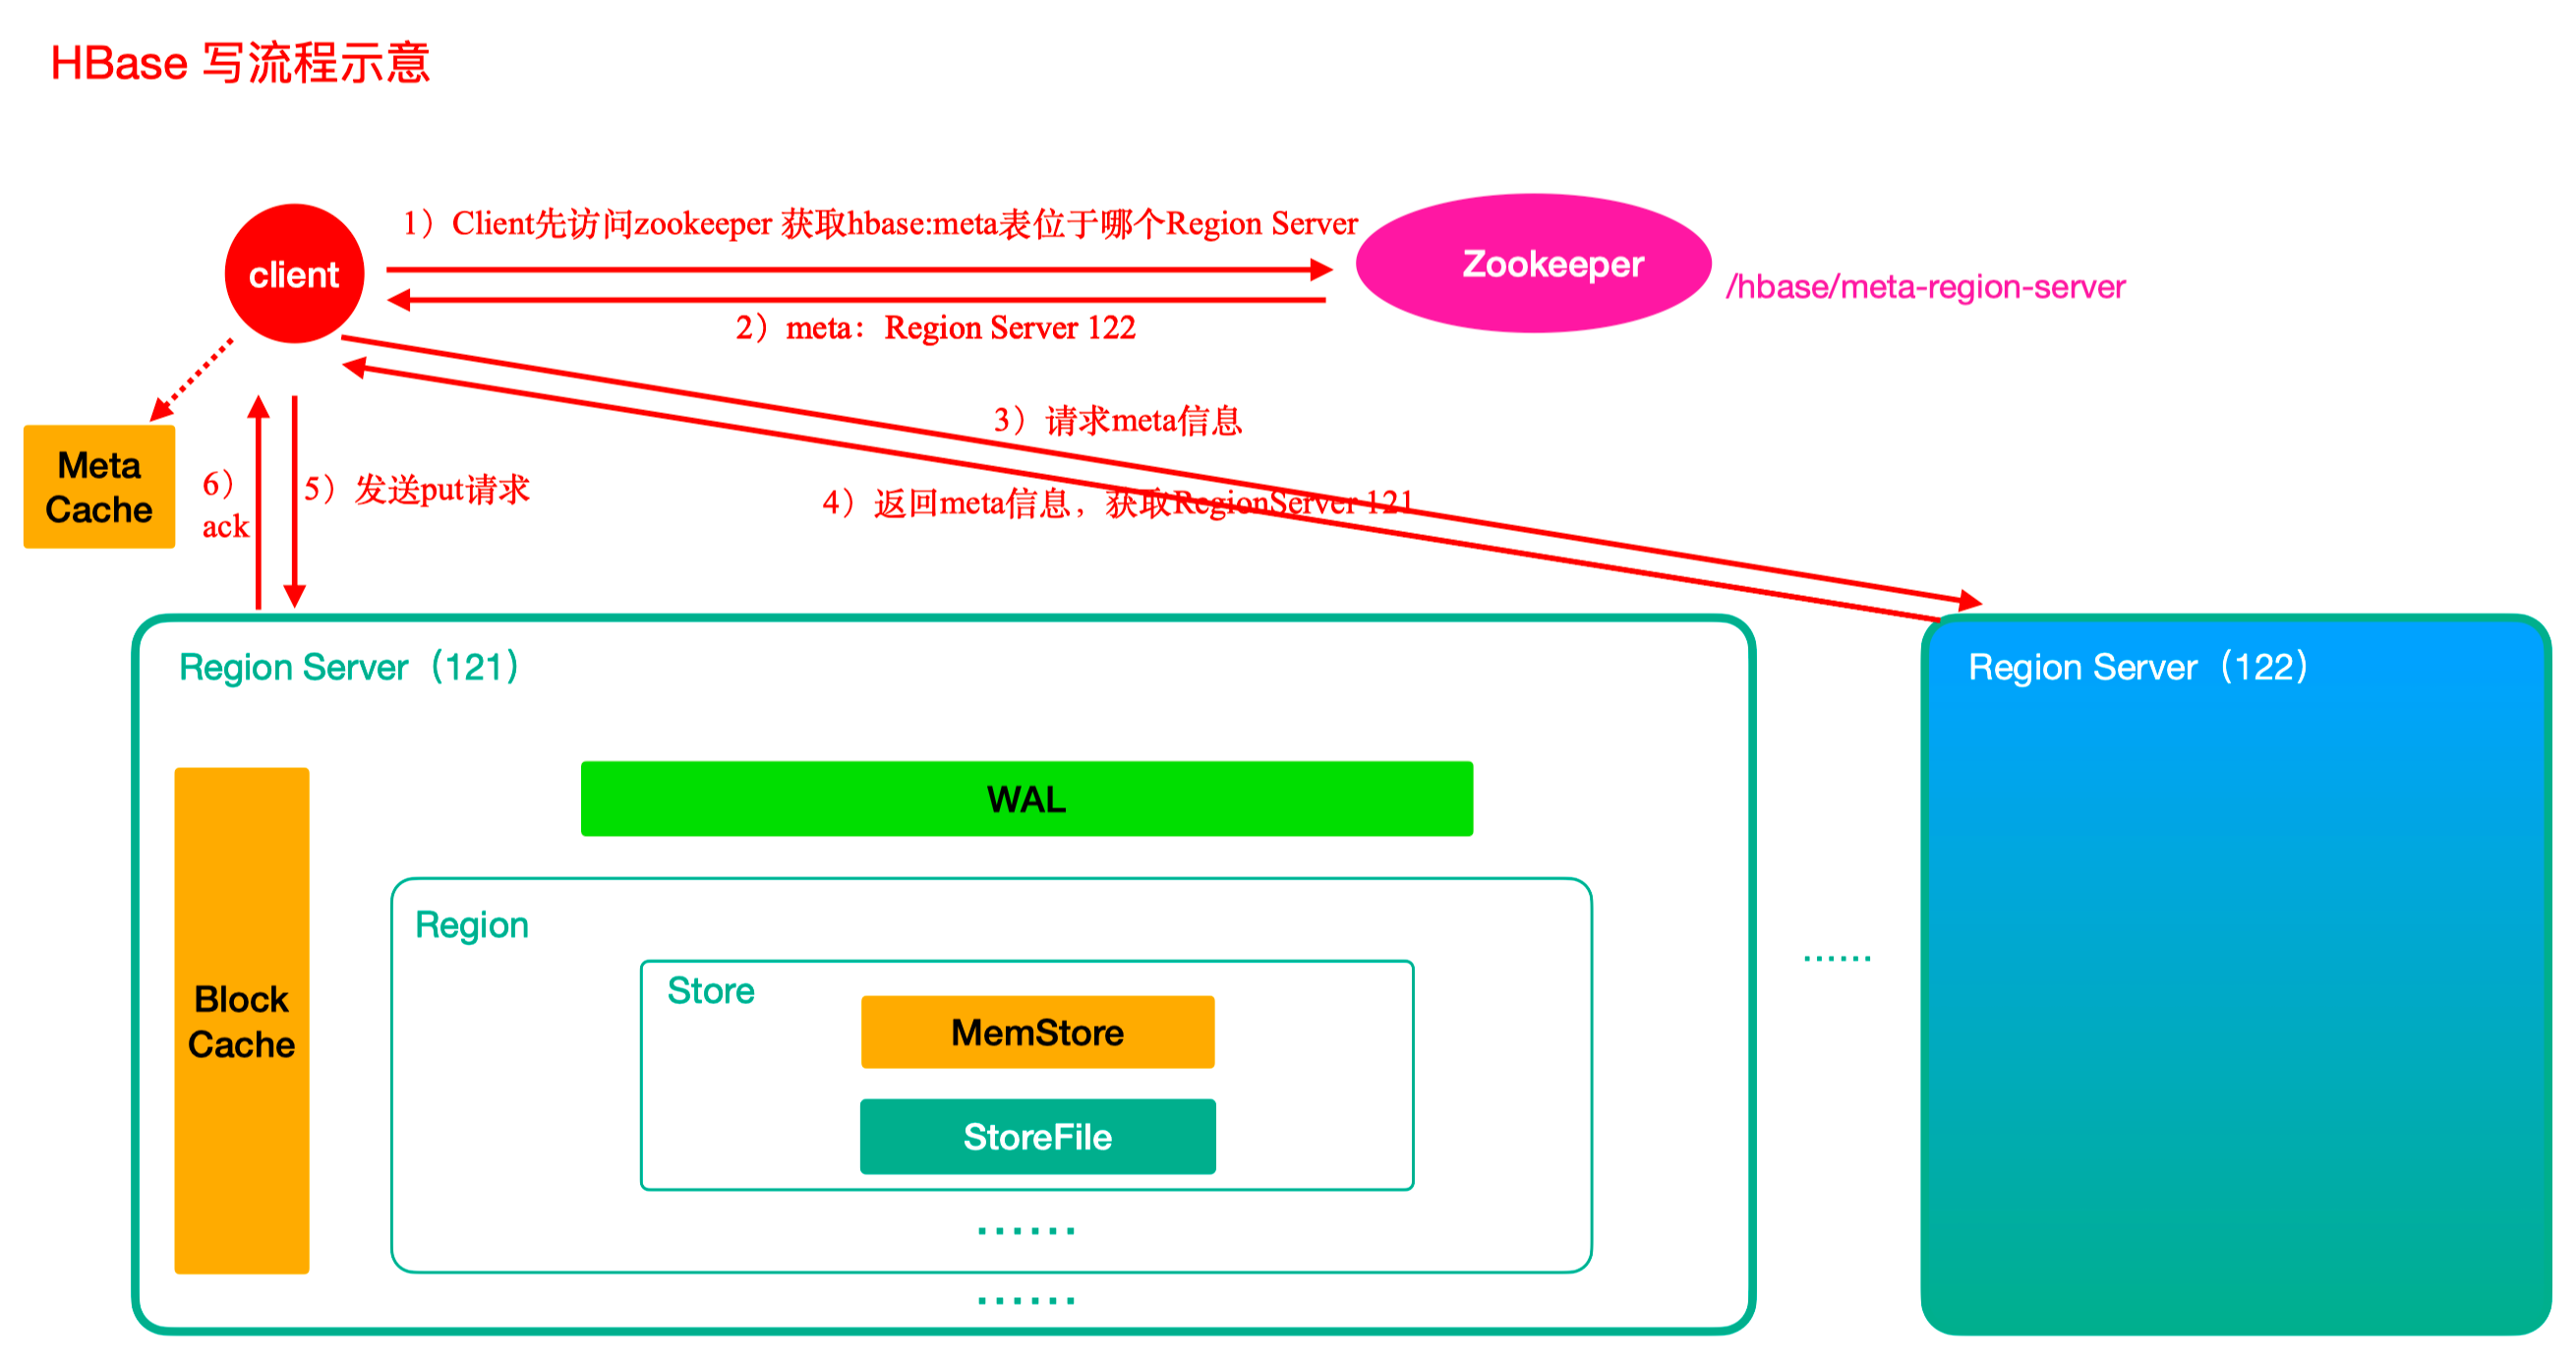 HBase 写流程示意
1）Client先访问zookeeper 获取hbase:meta表位于哪个Region Server
client
Zookeeper
/hbase/meta-region-server
2）meta：Region Server 122
3）请求meta信息
Meta
Cache
6）
ack
5）发送put请求
4）返回meta信息，获取RegionServer 121
Region Server（121）
Region Server（122）
WAL
Region
Store
MemStore
Block
Cache
StoreFile
……
……
……